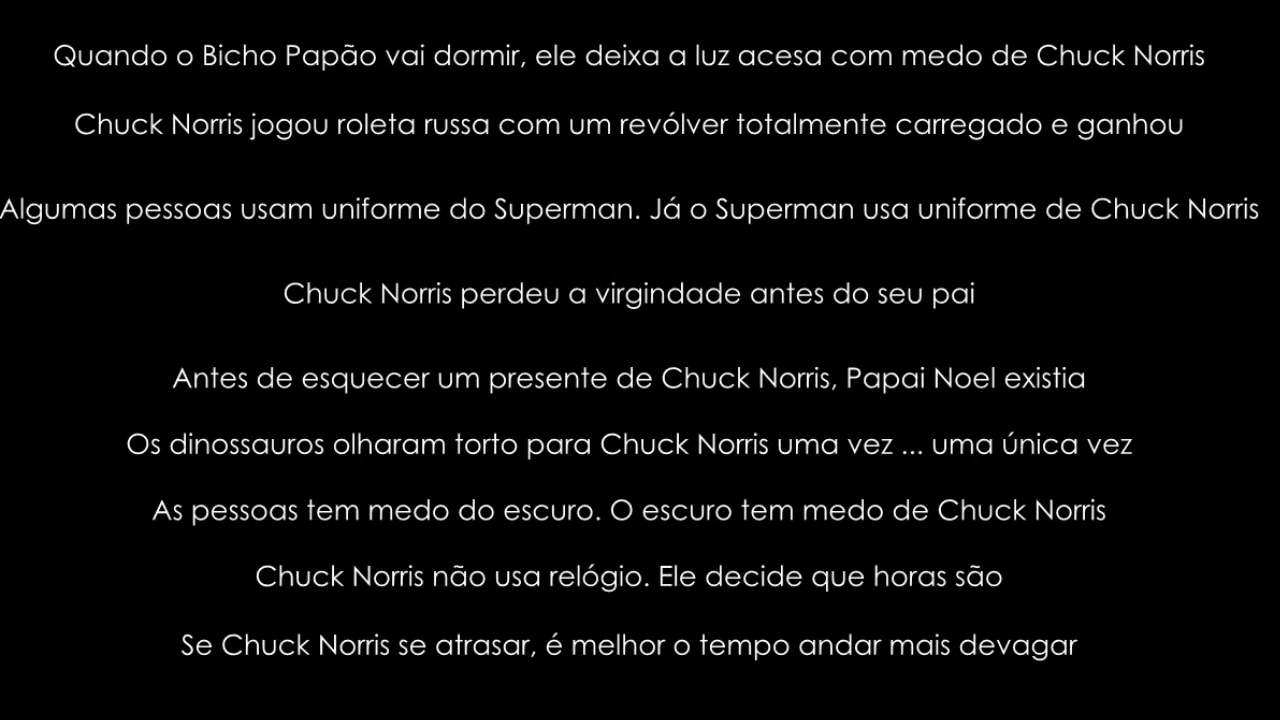 Quando o Bicho Papão vai dormir, ele deixa a luz acesa com medo de Chuck Norris
Chuck Norris jogou roleta russa com um revólver totalmente carregado e ganhou
Algumas pessoas usam uniforme do Superman. Já o Superman usa uniforme de Chuck Norris
Chuck Norris perdeu a virgindade antes do seu pai
Antes de esquecer um presente de Chuck Norris, Papai Noel existia
Os dinossauros olharam torto para Chuck Norris uma vez ... uma única vez
As pessoas tem medo do escuro. O escuro tem medo de Chuck Norris
Chuck Norris não usa relógio. Ele decide que horas são
Se Chuck Norris se atrasar, é melhor o tempo andar mais devagar